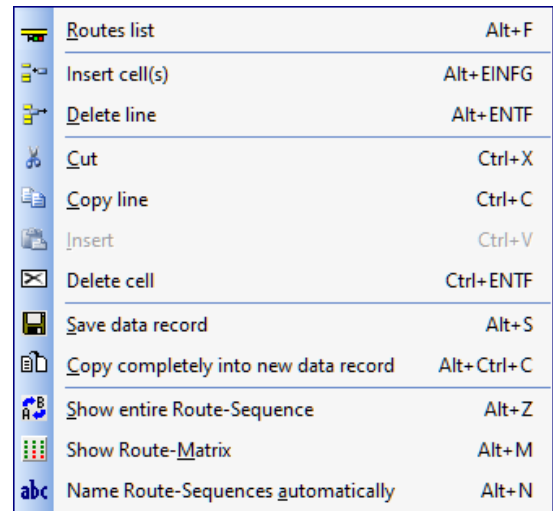 Routes list Alt+F
Insert cell(s) Alt+EINFG
Delete line Alt+ENTF
Cut Ctrl+X
Copy line Ctrl+C
Insert Ctrl+V
Delete cell Ctrl+ENTF
Save data record Alt+S
Copy completely into new data record Alt+Ctrl+C
A B Show entire Route-Sequence Alt+Z
Show Route-Matrix Alt+M
abc Name Route-Sequences automatically Alt+N